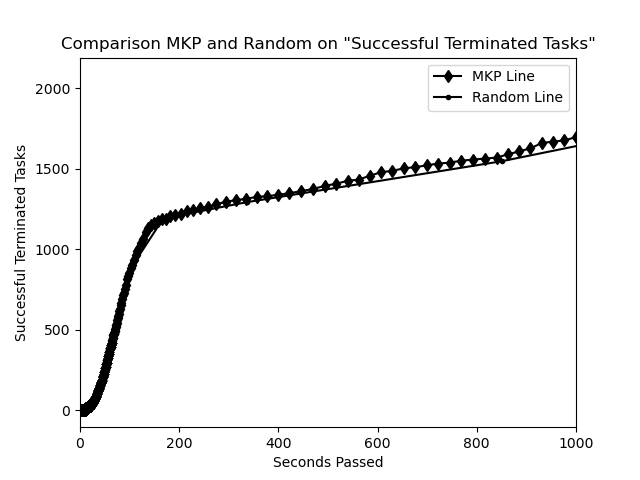 Comparison MKP and Random on "Successful Terminated Tasks"
MKP Line
Random Line
2000
1500
1000
500
0
Successful Terminated Tasks
0 200 400 600 800 1000
Seconds Passed